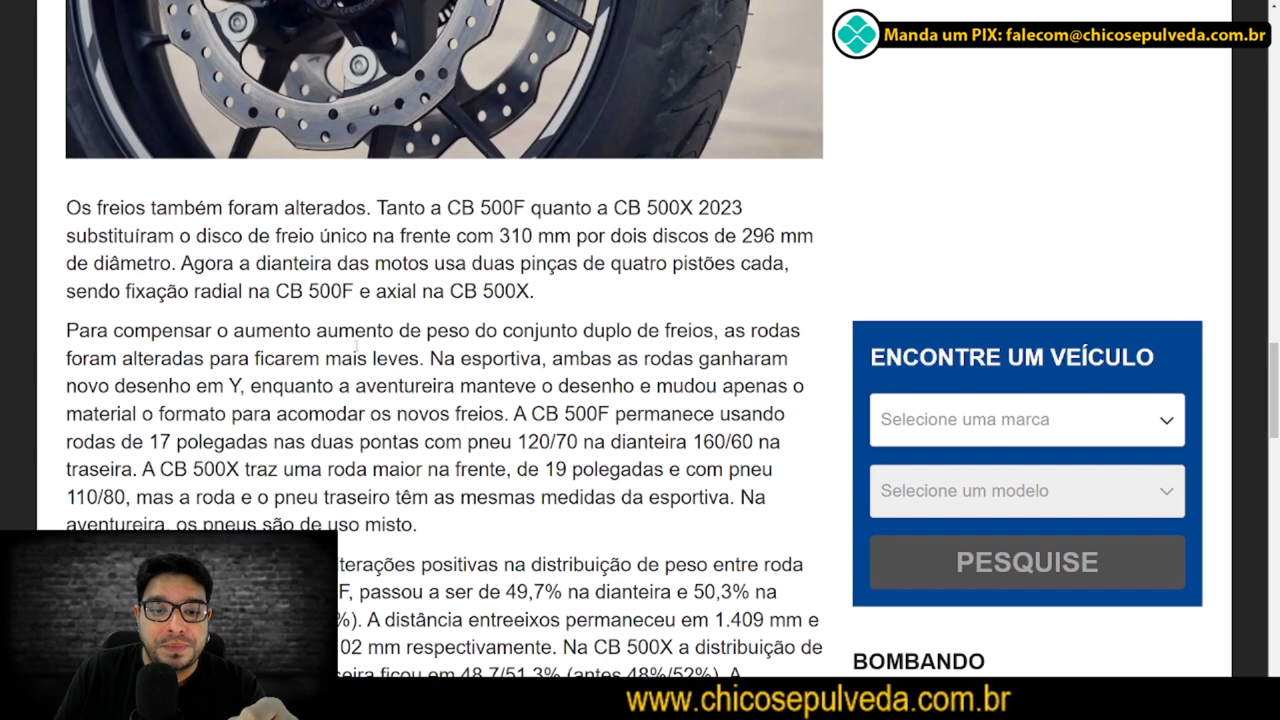 Manda um PIX: falecom@chicosepulveda.com.br
Os freios também foram alterados. Tanto a CB 500F quanto a CB 500X 2023
substituíram o disco de freio único na frente com 310 mm por dois discos de 296 mm
de diâmetro. Agora a dianteira das motos usa duas pinças de quatro pistões cada,
sendo fixação radial na CB 500F e axial na CB 500X.
Para compensar o aumento aumento de peso do conjunto duplo de freios, as rodas
foram alteradas para ficarem mais leves. Na esportiva, ambas as rodas ganharam
novo desenho em Y, enquanto a aventureira manteve o desenho e mudou apenas o
material o formato para acomodar os novos freios. A CB 500F permanece usando
rodas de 17 polegadas nas duas pontas com pneu 120/70 na dianteira 160/60 na
traseira. A CB 500X traz uma roda maior na frente, de 19 polegadas e com pneu
110/80, mas a roda e o pneu traseiro têm as mesmas medidas da esportiva. Na
aventureira, os pneus são de uso misto.
terações positivas na distribuição de peso entre roda
F, passou a ser de 49,7% na dianteira e 50,3% na
%). A distância entreeixos permaneceu em 1.409 mm e
02 mm respectivamente. Na CB 500X a distribuição de
seira ficou em 48,7/51,3% (antes 48%/52%). A
ENCONTRE UM VEÍCULO
Selecione uma marca
Selecione um modelo
PESQUISE
BOMBANDO
www.chicosepulveda.com.br